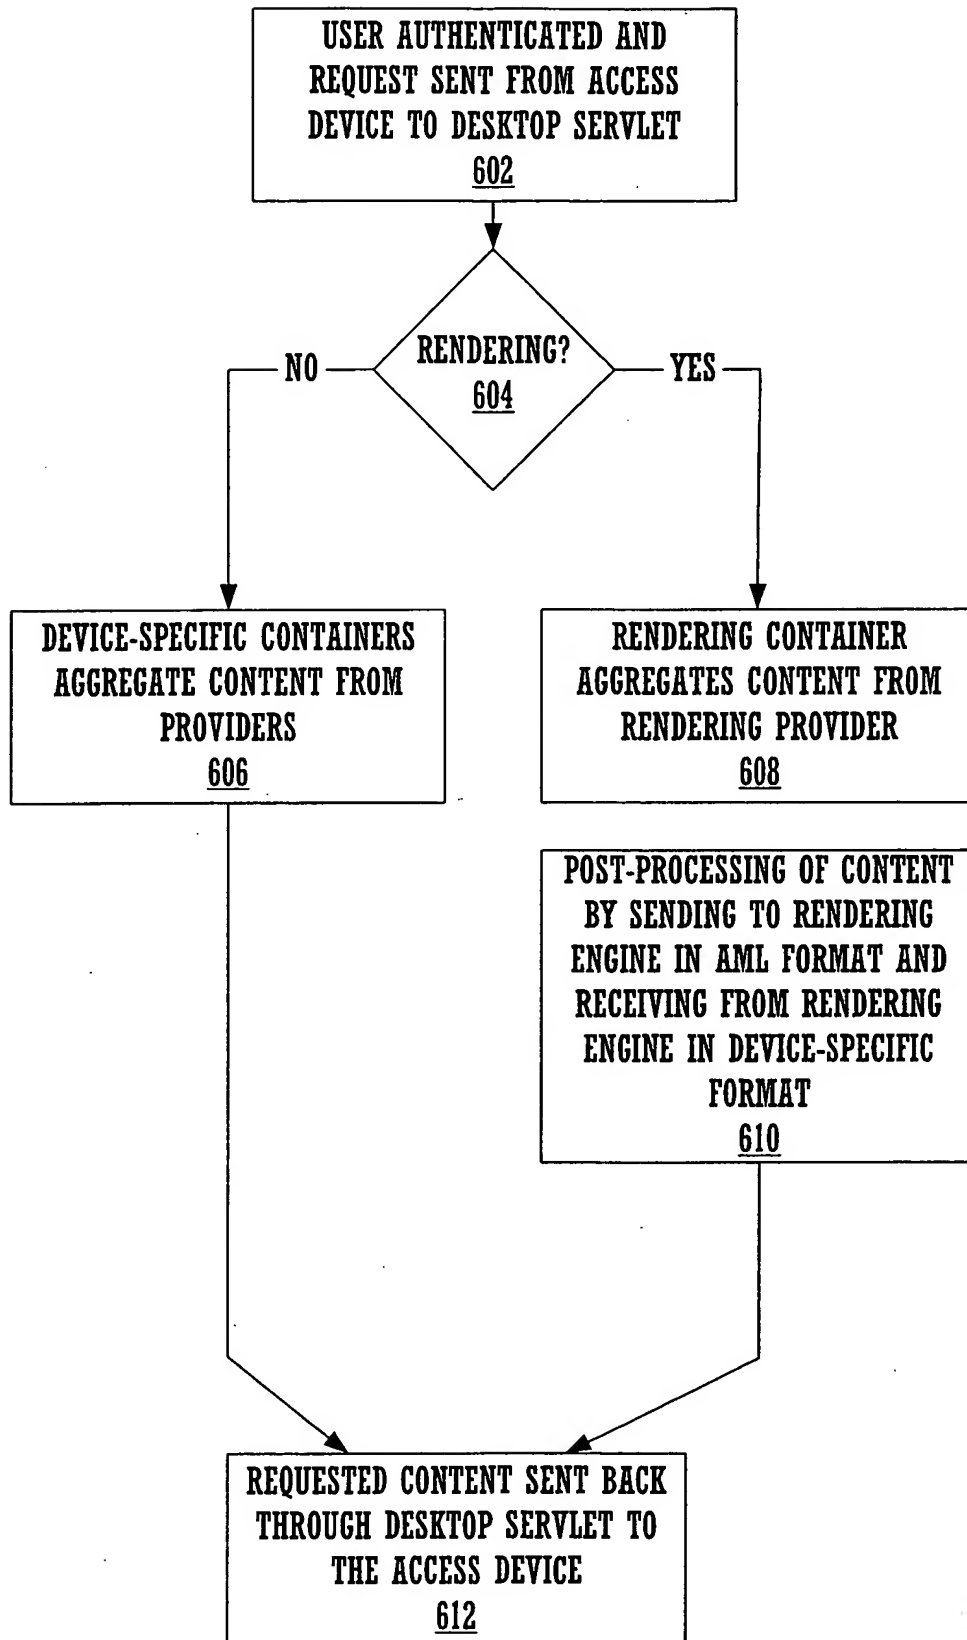 USER AUTHENTICATED AND
REQUEST SENT FROM ACCESS
DEVICE TO DESKTOP SERVLET
602
RENDERING?
604
NO
YES
DEVICE-SPECIFIC CONTAINERS
AGGREGATE CONTENT FROM
PROVIDERS
606
RENDERING CONTAINER
AGGREGATES CONTENT FROM
RENDERING PROVIDER
608
POST-PROCESSING OF CONTENT
BY SENDING TO RENDERING
ENGINE IN AML FORMAT AND
RECEIVING FROM RENDERING
ENGINE IN DEVICE-SPECIFIC
FORMAT
610
REQUESTED CONTENT SENT BACK
THROUGH DESKTOP SERVLET TO
THE ACCESS DEVICE
612